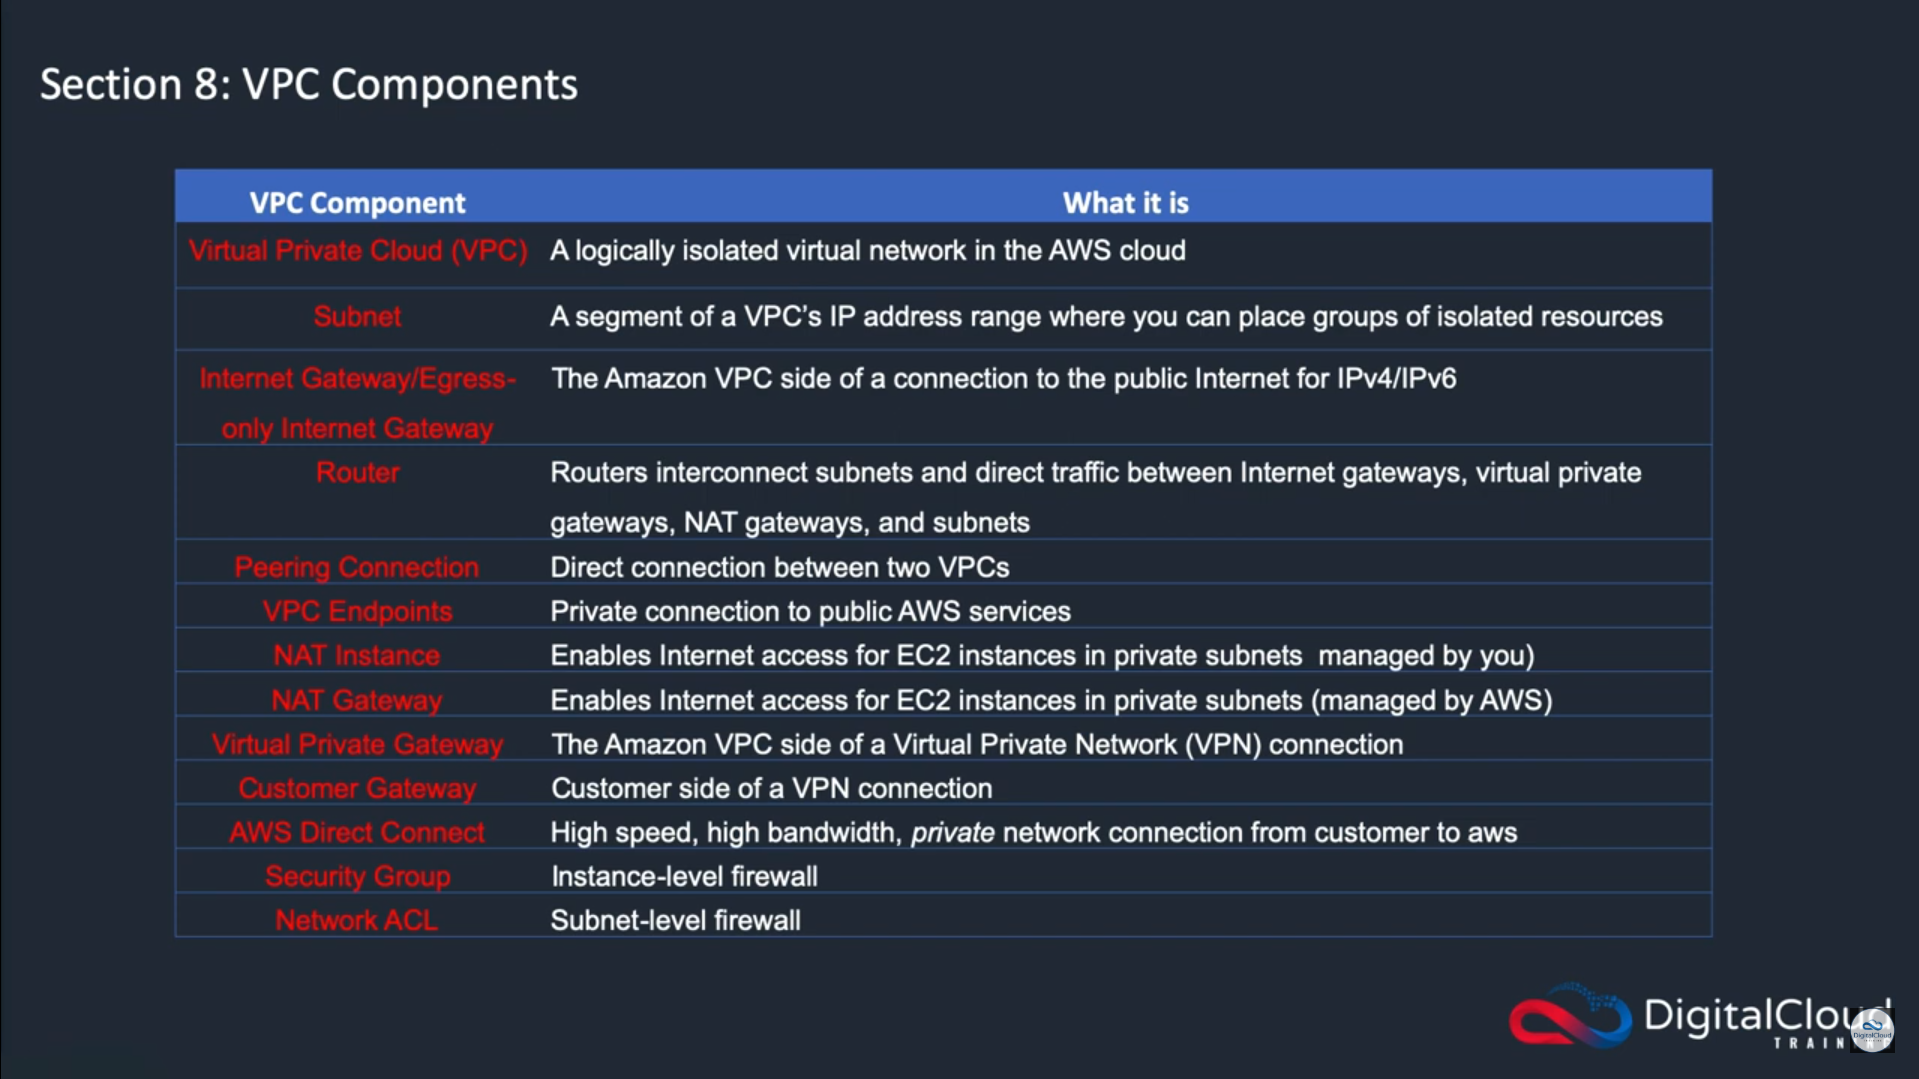 Section 8: VPC Components
VPC Component What it is
Virtual Private Cloud (VPC) A logically isolated virtual network in the AWS cloud
Subnet A segment of a VPC’s IP address range where you can place groups of isolated resources
Internet Gateway/Egress- The Amazon VPC side of a connection to the public Internet for IPv4/IPv6
only Internet Gateway
Router Routers interconnect subnets and direct traffic between Internet gateways, virtual private
gateways, NAT gateways, and subnets
Peering Connection Direct connection between two VPCs
VPC Endpoints Private connection to public AWS services
NAT Instance Enables Internet access for EC2 instances in private subnets managed by you)
NAT Gateway Enables Internet access for EC2 instances in private subnets (managed by AWS)
Virtual Private Gateway The Amazon VPC side of a Virtual Private Network (VPN) connection
Customer Gateway Customer side of a VPN connection
AWS Direct Connect High speed, high bandwidth, private network connection from customer to aws
Security Group Instance-level firewall
Network ACL Subnet-level firewall
DigitalCloud
TRAINING
DigitalCloud